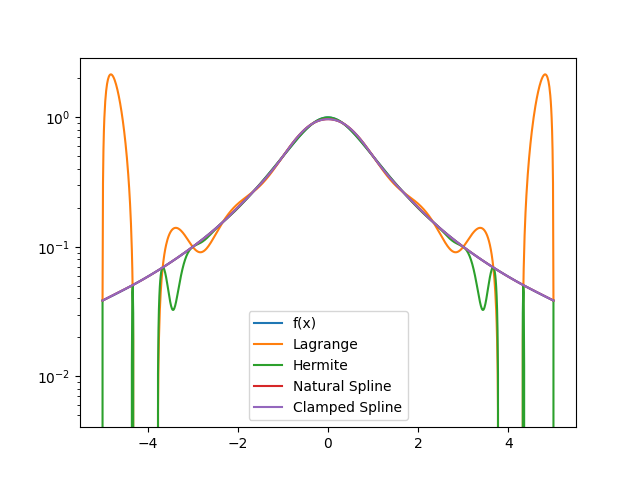 10⁰
10⁻¹
10⁻²
f(x)
Lagrange
Hermite
Natural Spline
Clamped Spline
−4 −2 0 2 4